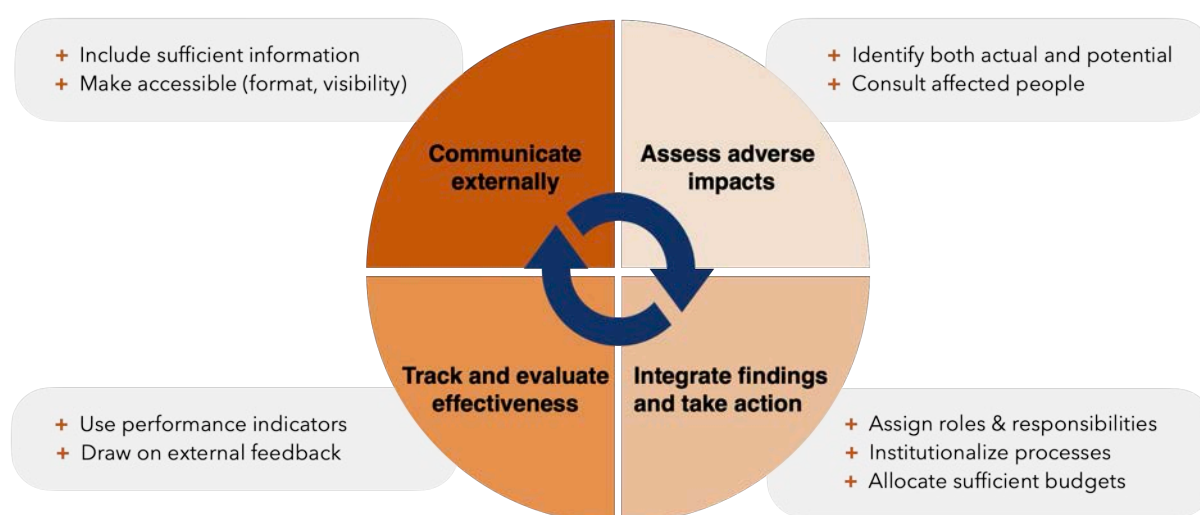 + Include sufficient information
+ Make accessible (format, visibility)
+ Identify both actual and potential
+ Consult affected people
Communicate
externally
Assess adverse
impacts
Track and evaluate
effectiveness
Integrate findings
and take action
+ Use performance indicators
+ Draw on external feedback
+ Assign roles & responsibilities
+ Institutionalize processes
+ Allocate sufficient budgets